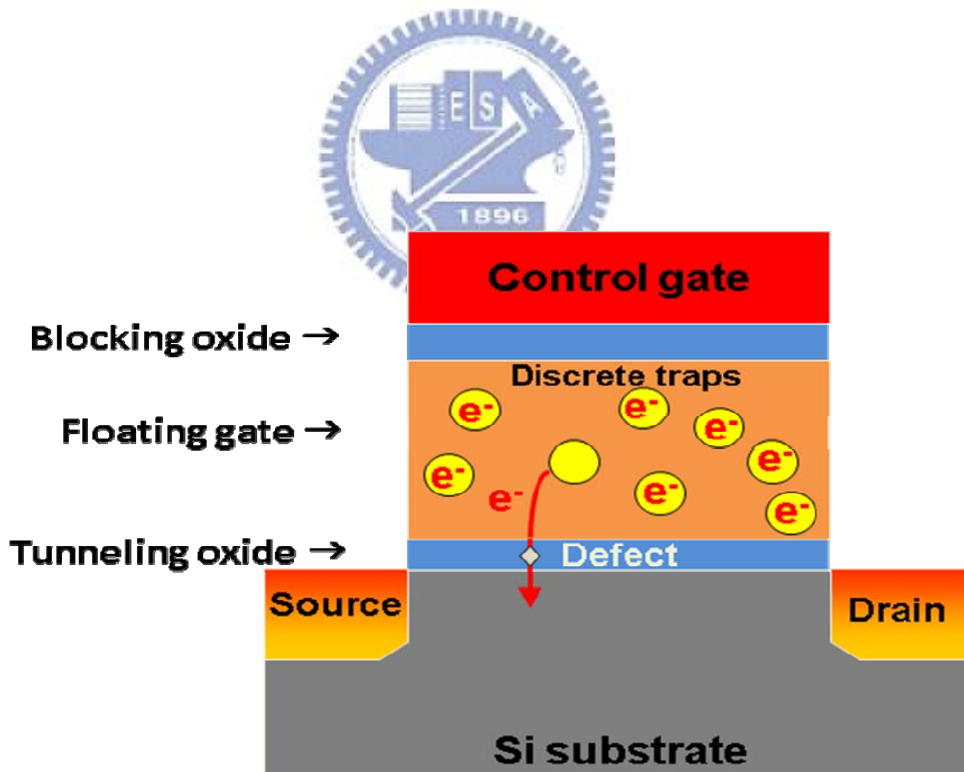 E S A
1896
Control gate
Blocking oxide →
Discrete traps
e⁻ e⁻ e⁻
Floating gate →
e⁻ e⁻ e⁻ e⁻
e⁻
Tunneling oxide →
Defect
Source
Drain
Si substrate